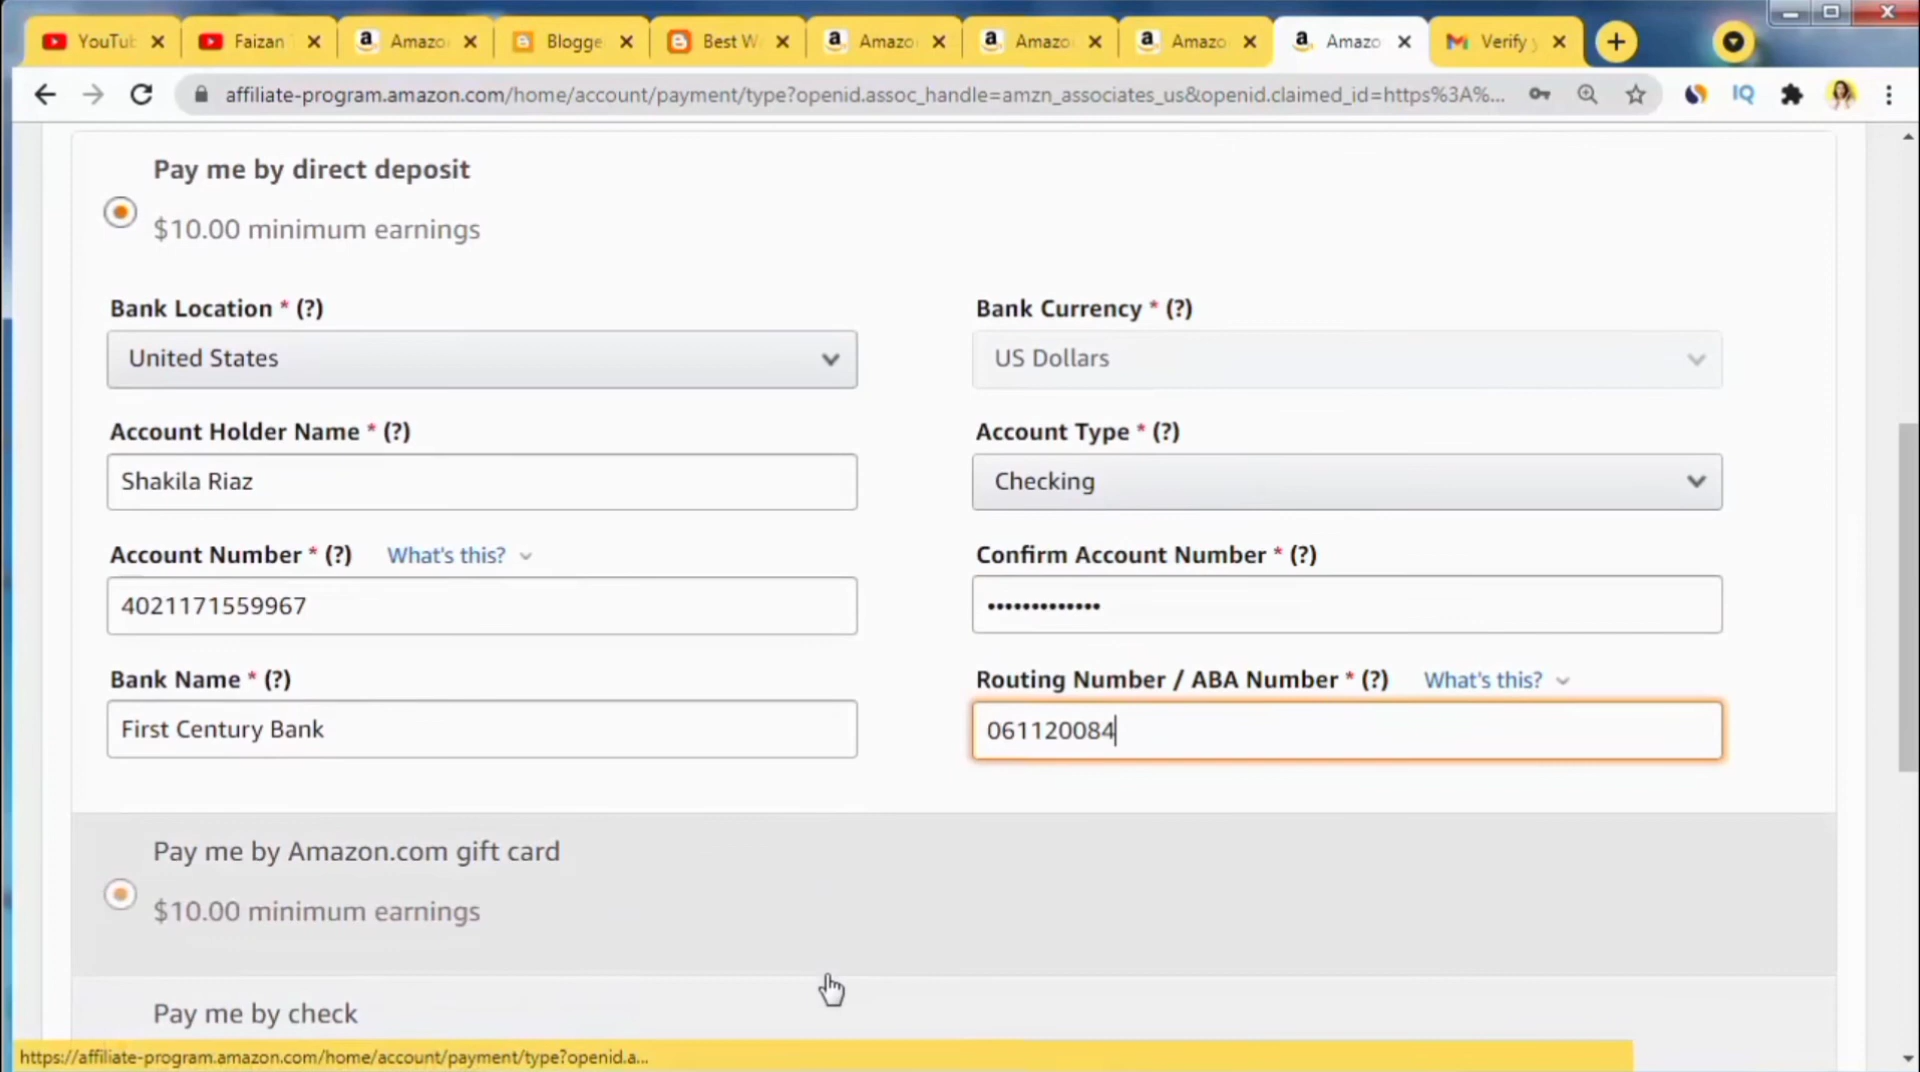 YouTu
Faizan
Amazo
Blogge
Best W
Amazo
Amazo
Amazo
Amazo
Verify y
affiliate-program.amazon.com/home/account/payment/type?openid.assoc_handle=amzn_associates_us&openid.claimed_id=https%3A%...
IQ
Pay me by direct deposit
$10.00 minimum earnings
Bank Location * (?)
Bank Currency * (?)
United States
US Dollars
Account Holder Name * (?)
Account Type * (?)
Shakila Riaz
Checking
Account Number * (?) What's this?
Confirm Account Number * (?)
4021171559967
•••••••••••••
Bank Name * (?)
Routing Number / ABA Number * (?) What's this?
First Century Bank
061120084
Pay me by Amazon.com gift card
$10.00 minimum earnings
Pay me by check
https://affiliate-program.amazon.com/home/account/payment/type?openid.a...